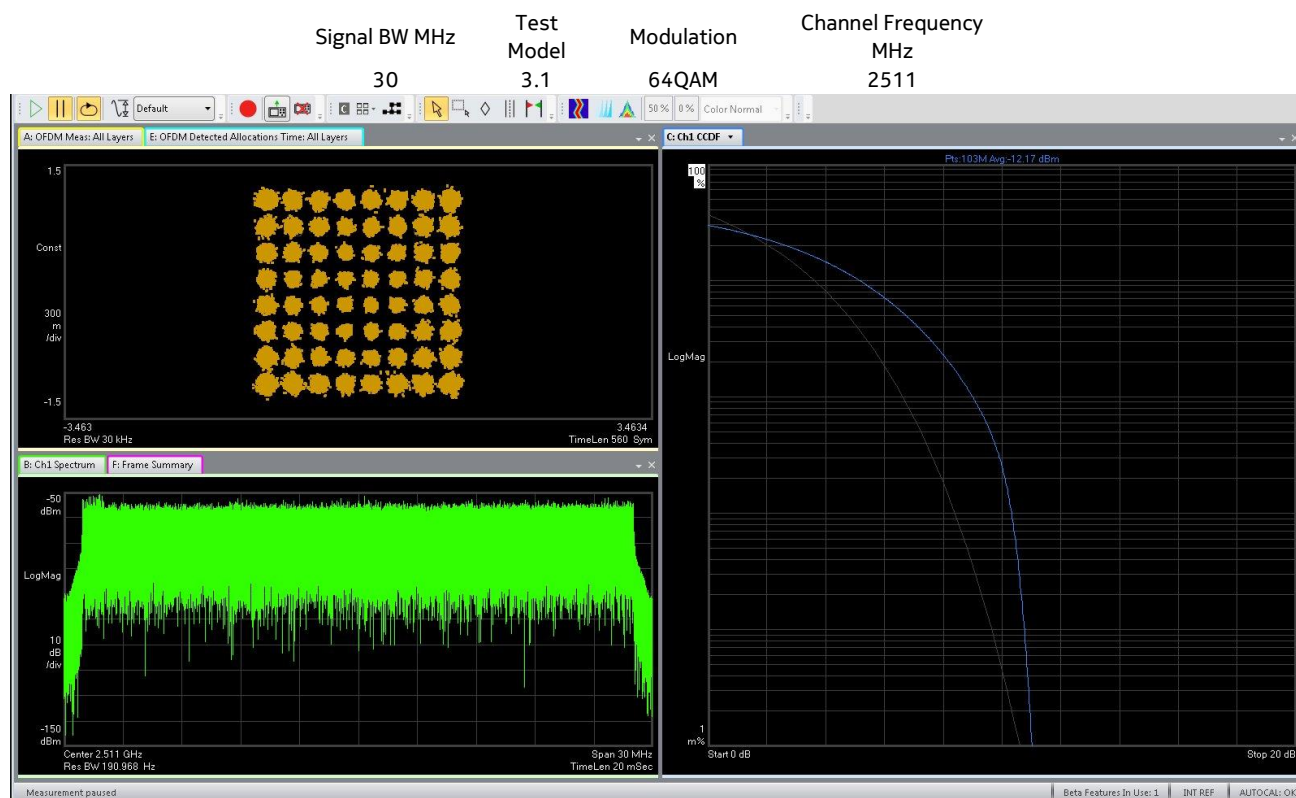 Signal BW MHz Test Model Modulation Channel Frequency MHz
30 3.1 64QAM 2511
Default
50 % 0 % Color Normal
A: OFDM Meas: All Layers E: OFDM Detected Allocations Time: All Layers
1.5
Const
300
m
/div
-1.5
-3.463 3.4634
Res BW 30 kHz TimeLen 560 Sym
B: Ch1 Spectrum F: Frame Summary
-50
dBm
LogMag
10
dB
/div
-150
dBm
Center 2.511 GHz Span 30 MHz
Res BW 190.968 Hz TimeLen 20 mSec
C: Ch1 CCDF
Pts:103M Avg:-12.17 dBm
100
%
LogMag
1
m%
Start 0 dB Stop 20 dB
Measurement paused Beta Features In Use: 1 INT REF AUTOCAL: OK